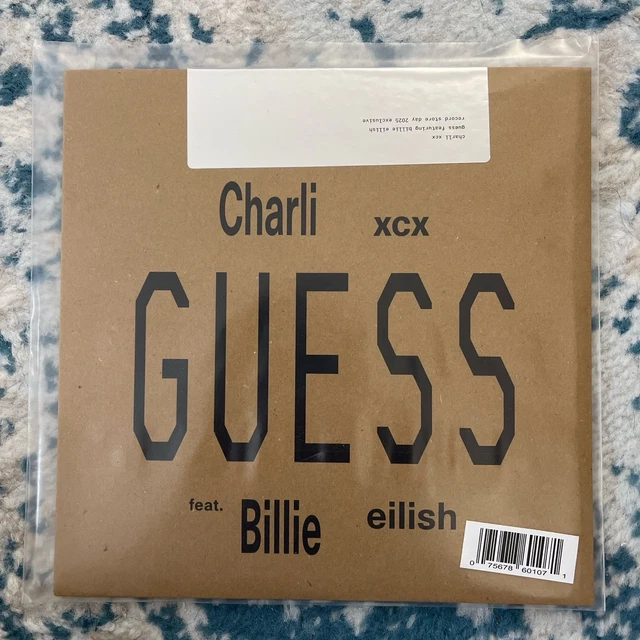 charli xcx
guess featuring billie eilish
record store day 2025 exclusive
Charli xcx
GUESS
feat. Billie eilish
0 75678 60107 1